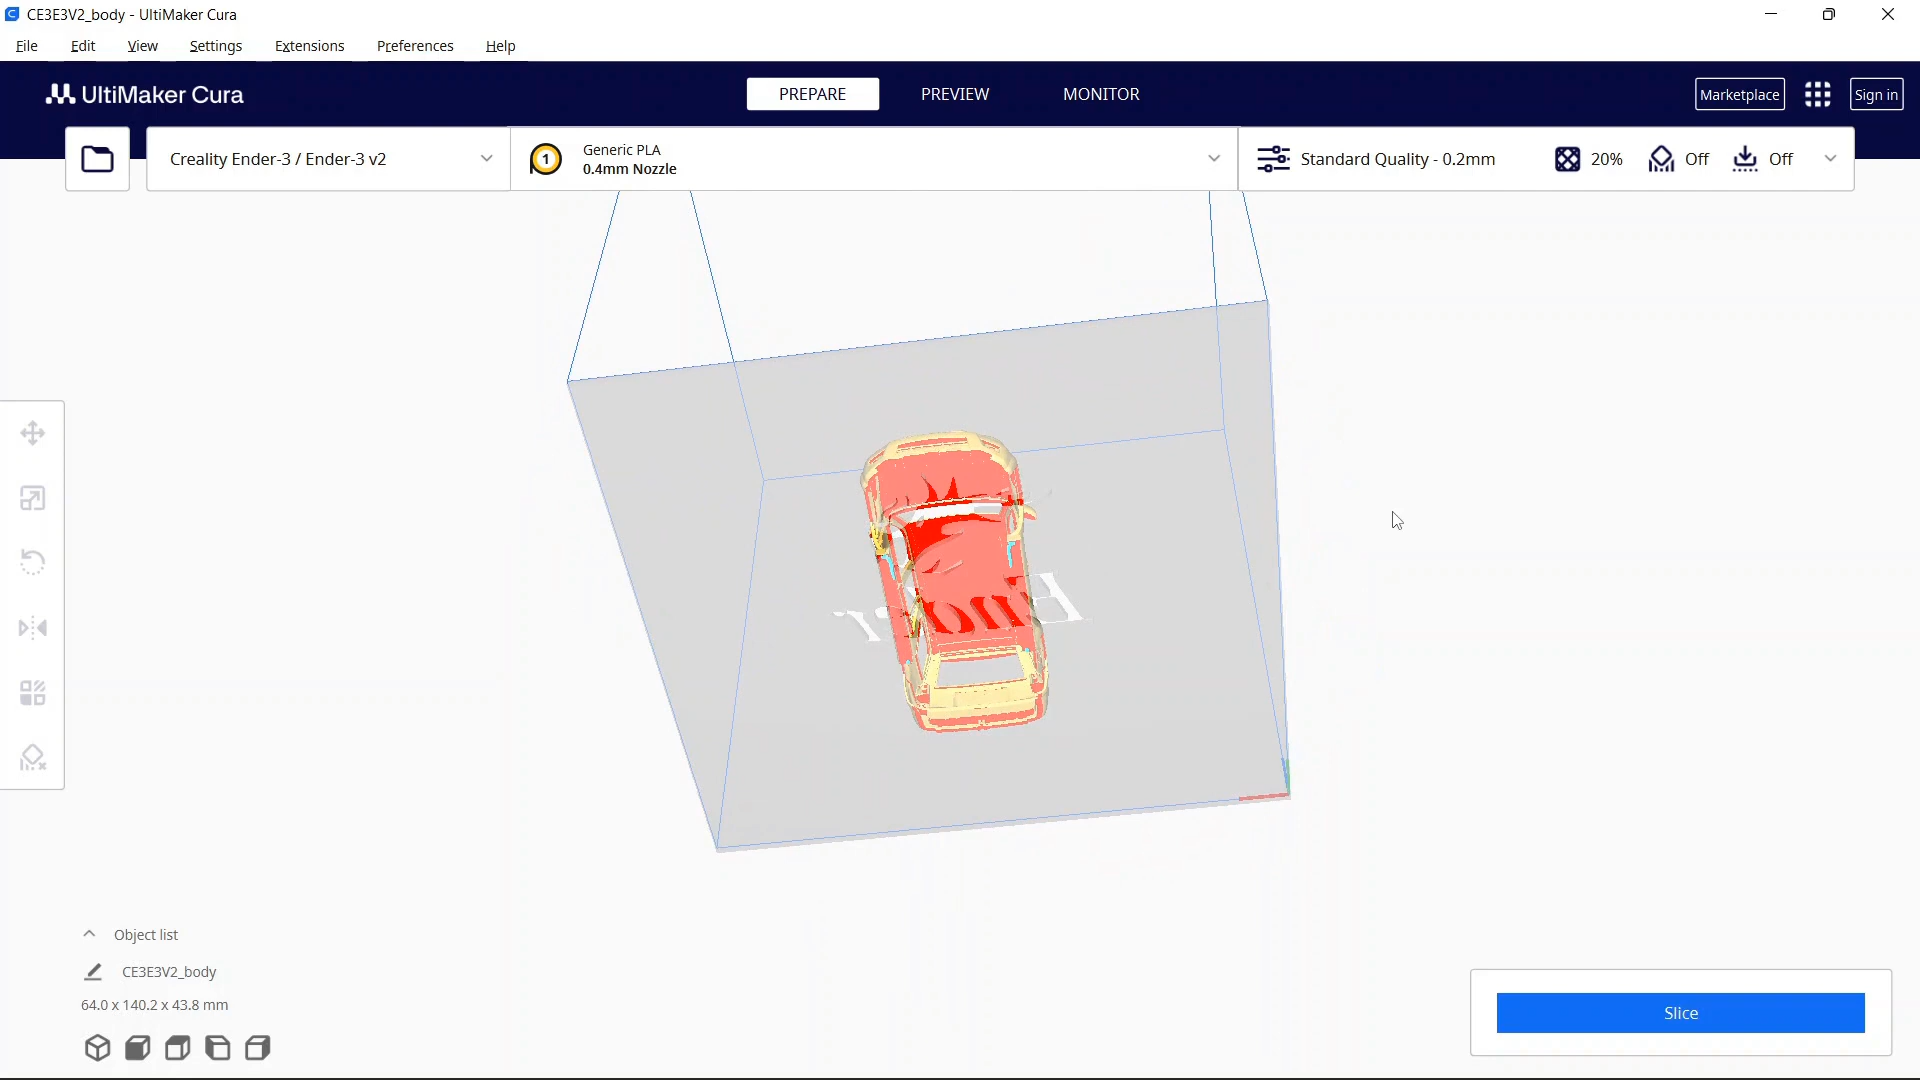 CE3E3V2_body - UltiMaker Cura
File Edit View Settings Extensions Preferences Help
UltiMaker Cura PREPARE PREVIEW MONITOR Marketplace Sign in
Creality Ender-3 / Ender-3 v2
1
Generic PLA
0.4mm Nozzle
Standard Quality - 0.2mm 20% Off Off
Object list
CE3E3V2_body
64.0 x 140.2 x 43.8 mm
Slice